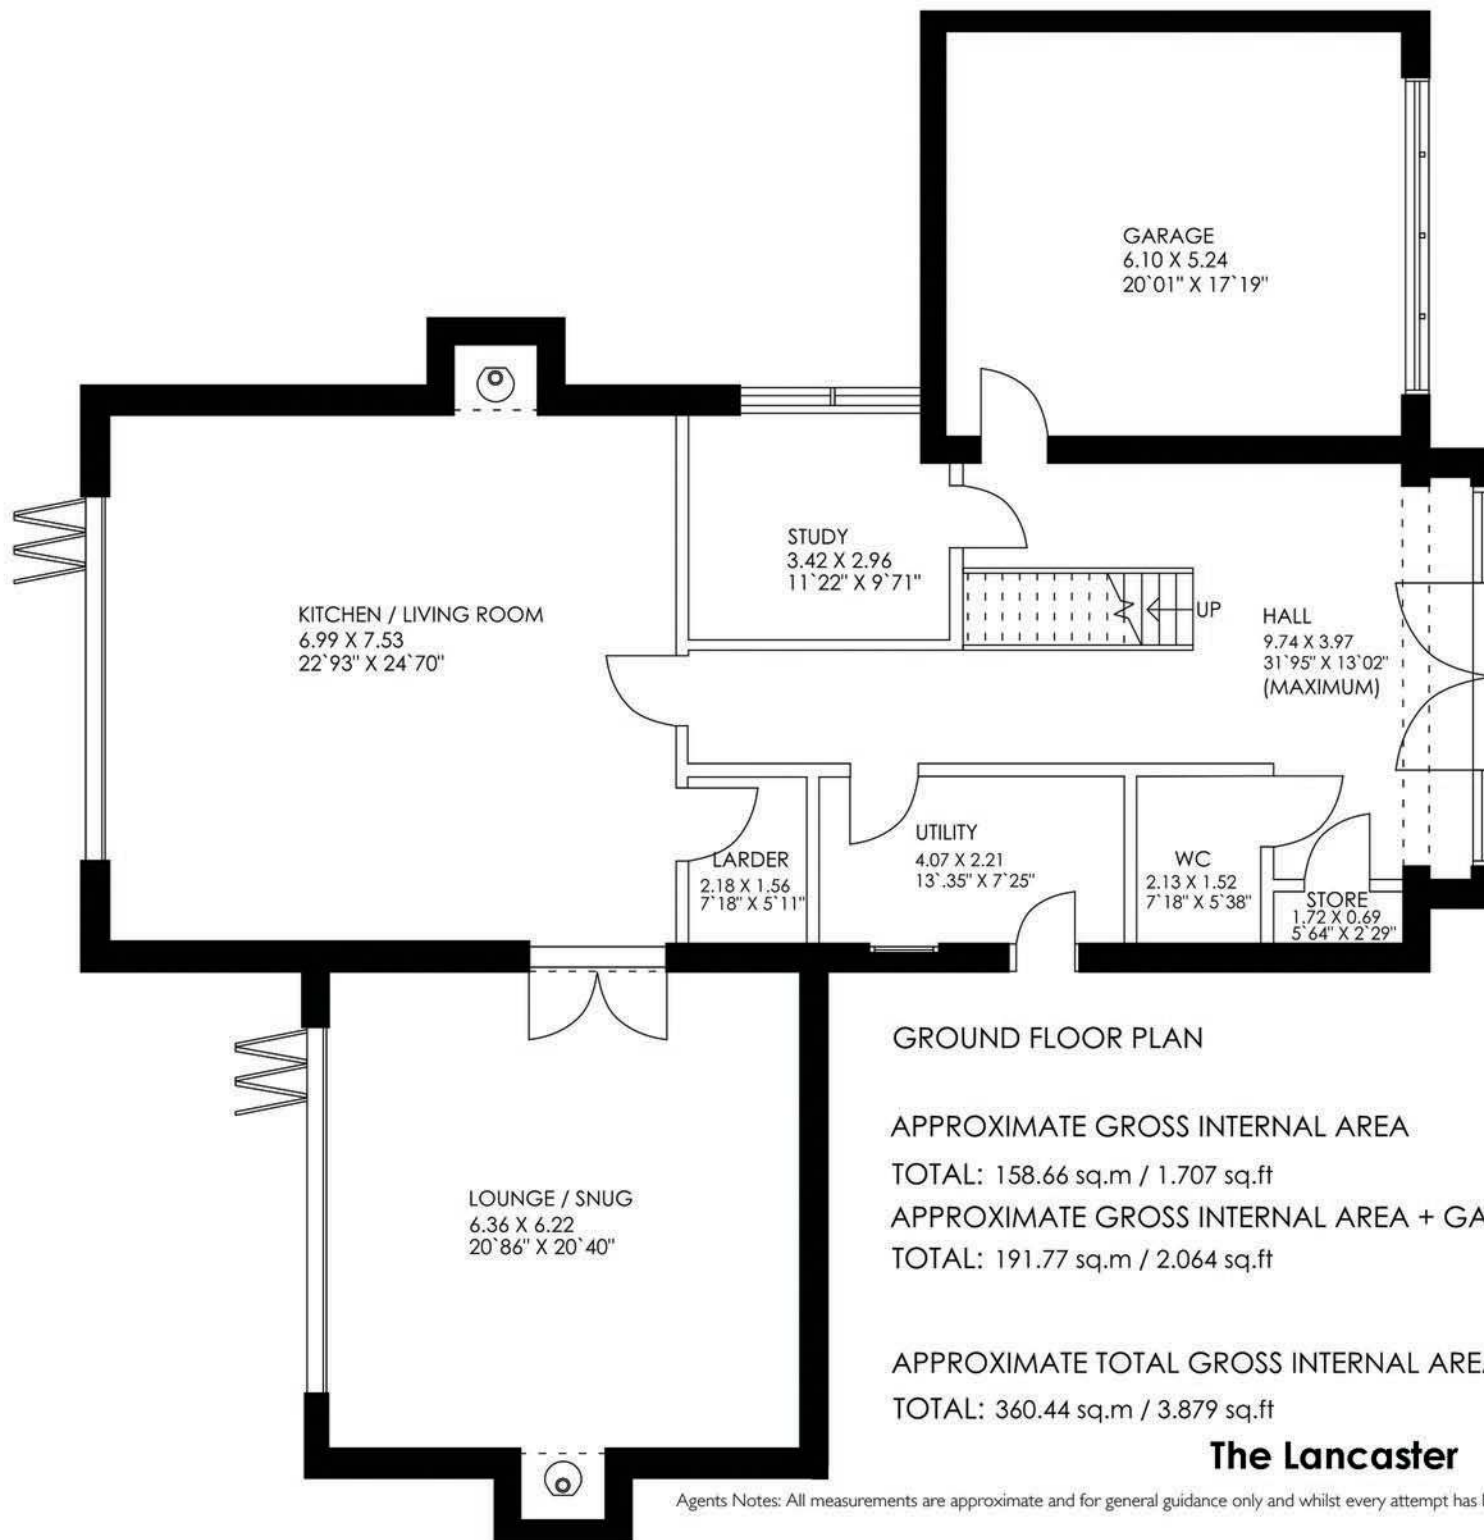 GARAGE
6.10 X 5.24
20`01" X 17`19"
STUDY
3.42 X 2.96
11`22" X 9`71"
KITCHEN / LIVING ROOM
6.99 X 7.53
22`93" X 24`70"
UP
HALL
9.74 X 3.97
31`95" X 13`02"
(MAXIMUM)
LARDER
2.18 X 1.56
7`18" X 5`11"
UTILITY
4.07 X 2.21
13`.35" X 7`25"
WC
2.13 X 1.52
7`18" X 5`38"
STORE
1.72 X 0.69
5`64" X 2`29"
LOUNGE / SNUG
6.36 X 6.22
20`86" X 20`40"
GROUND FLOOR PLAN
APPROXIMATE GROSS INTERNAL AREA
TOTAL: 158.66 sq.m / 1.707 sq.ft
APPROXIMATE GROSS INTERNAL AREA + GA
TOTAL: 191.77 sq.m / 2.064 sq.ft
APPROXIMATE TOTAL GROSS INTERNAL AREA
TOTAL: 360.44 sq.m / 3.879 sq.ft
The Lancaster
Agents Notes: All measurements are approximate and for general guidance only and whilst every attempt has